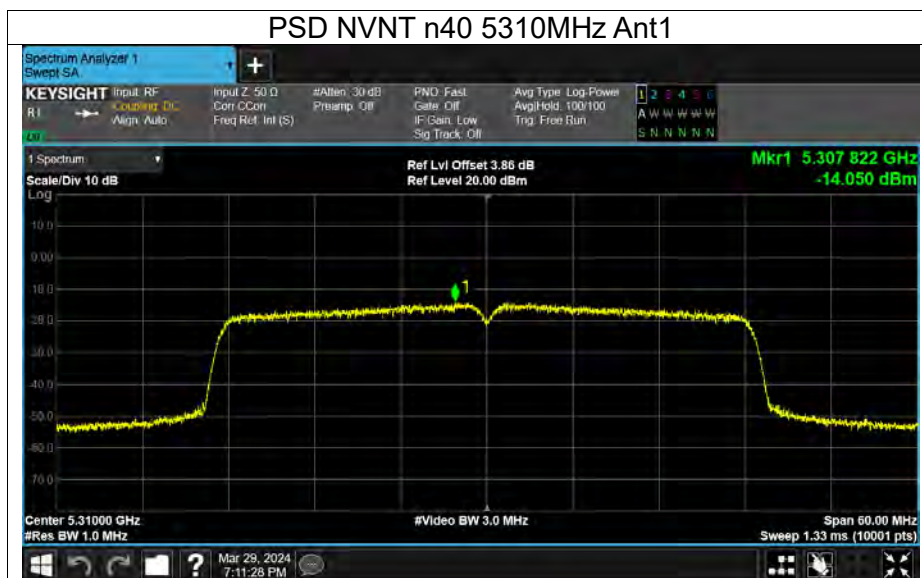 PSD NVNT n40 5310MHz Ant1
Spectrum Analyzer 1
Swept SA
+
KEYSIGHT Input: RF Input Z: 50 Ω #Atten: 30 dB PNO: Fast Avg Type: Log-Power 1 2 3 4 5 6
Coupling: DC Corr CCorr Preamp: Off Gate: Off Avg|Hold: 100/100 A W W W W W
Align: Auto Freq Ref: Int (S) IF Gain: Low Trig: Free Run
Sig Track: Off S N N N N N
1 Spectrum Ref Lvl Offset 3.86 dB Mkr1 5.307 822 GHz
Scale/Div 10 dB Ref Level 20.00 dBm -14.050 dBm
Log
10.0
0.00
-10.0
1
-20.0
-30.0
-40.0
-50.0
-60.0
-70.0
Center 5.31000 GHz #Video BW 3.0 MHz Span 60.00 MHz
#Res BW 1.0 MHz Sweep 1.33 ms (10001 pts)
? Mar 29, 2024
7:11:28 PM